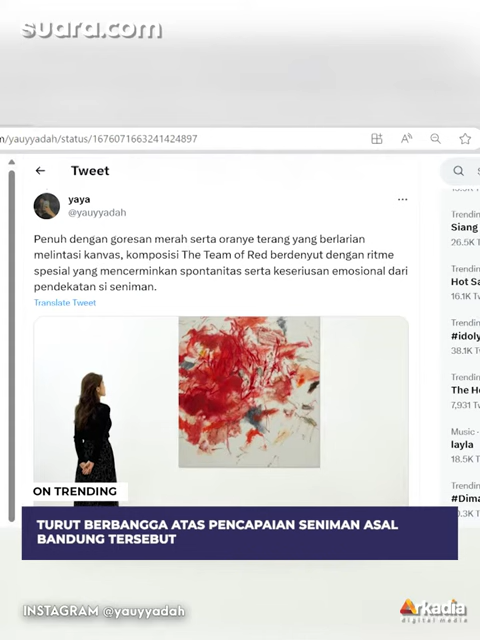 suara.com
m/yauyyadah/status/1676071663241424897
Tweet
yaya
@yauyyadah
Penuh dengan goresan merah serta oranye terang yang berlarian
melintasi kanvas, komposisi The Team of Red berdenyut dengan ritme
spesial yang mencerminkan spontanitas serta keseriusan emosional dari
pendekatan si seniman.
Translate Tweet
Trendin
Siang
26.5K T
Trendin
Hot Sa
16.1K T
Trendin
#idoly
38.1K T
Trendin
The He
7,931 Tw
Music ·
layla
18.5K T
Trendin
#Dima
ON TRENDING
TURUT BERBANGGA ATAS PENCAPAIAN SENIMAN ASAL
BANDUNG TERSEBUT
INSTAGRAM @yauyyadah
Arkadia
digital media